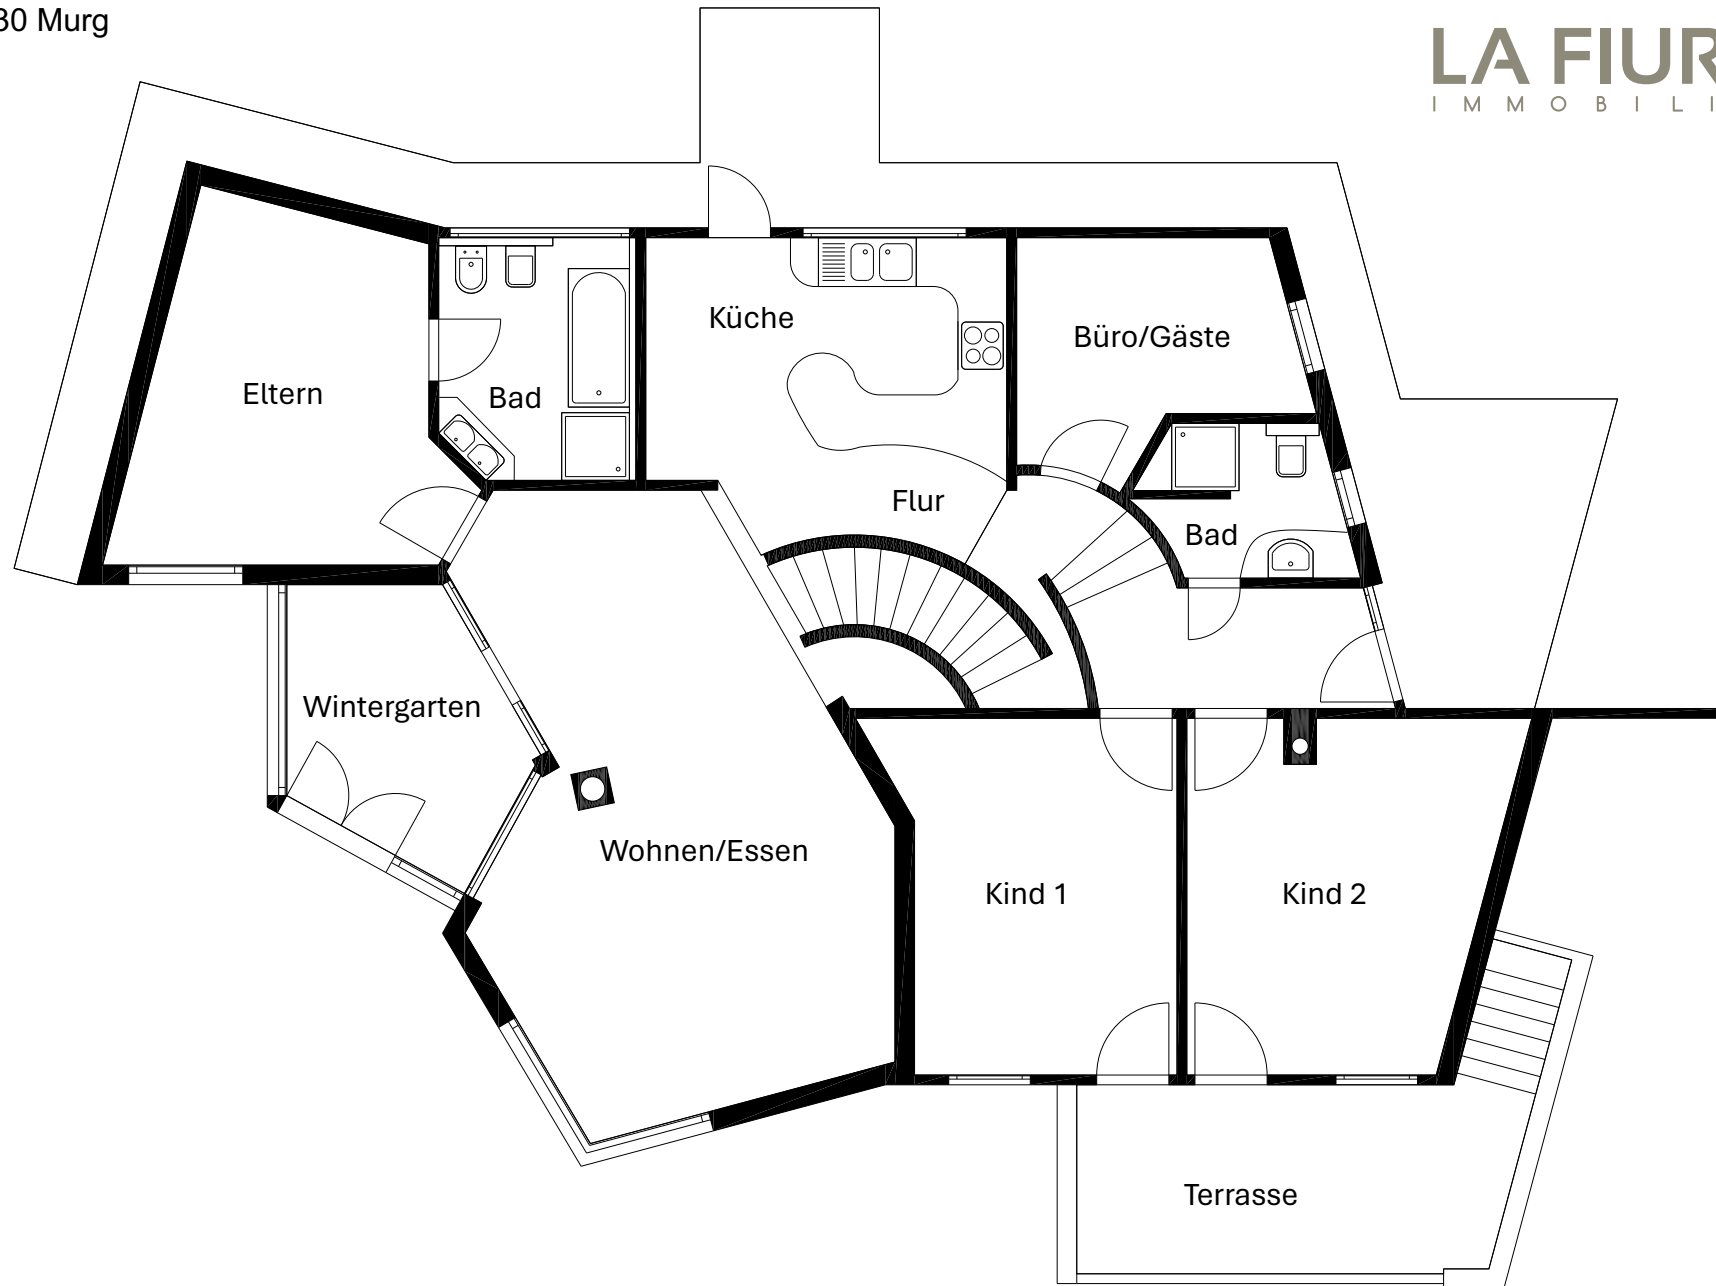 30 Murg
LA FIUR
IMMOBILI
Küche
Büro/Gäste
Eltern
Bad
Flur
Bad
Wintergarten
Wohnen/Essen
Kind 1
Kind 2
Terrasse